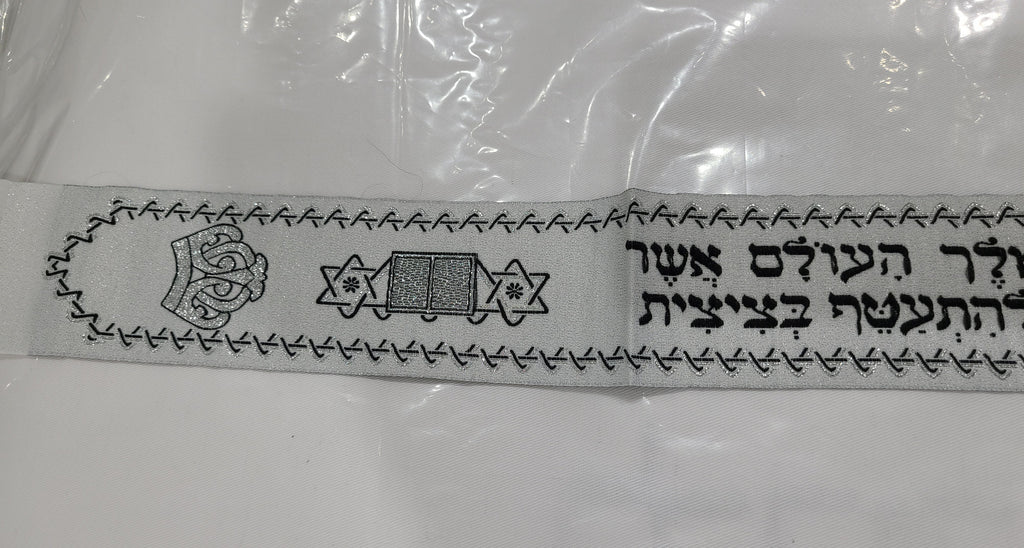 הָעוֹלָם אֲשֶׁר
לְהִתְעַטֵּף בְּצִיצִית